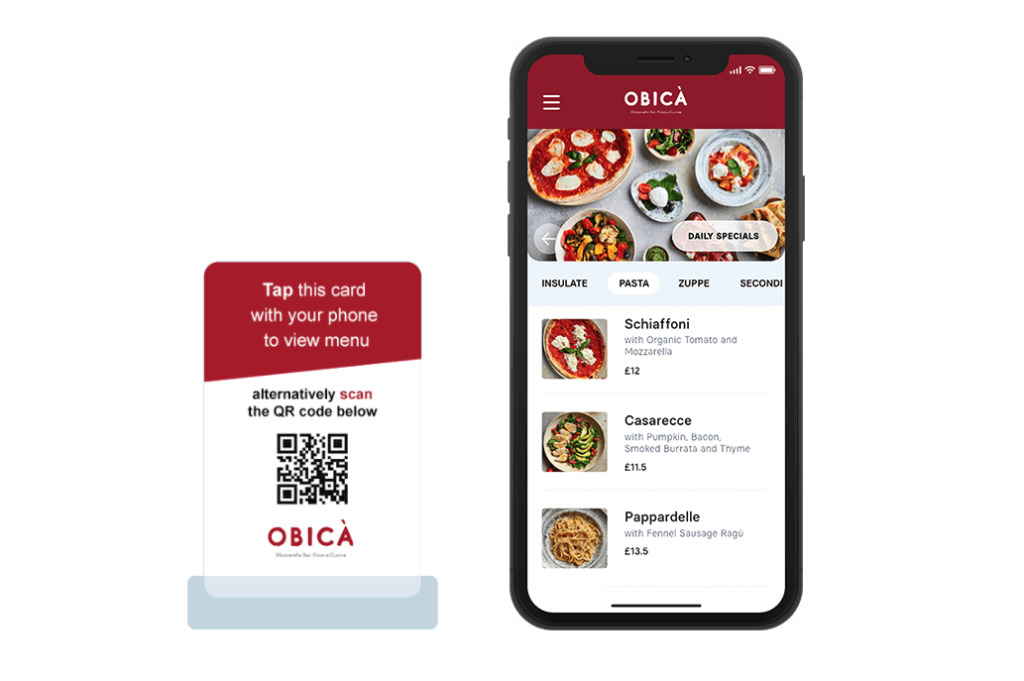 Tap this card
with your phone
to view menu
alternatively scan
the QR code below
OBICÀ
Mozzarella Bar, Pizza e Cucina
OBICÀ
Mozzarella Bar, Pizza e Cucina
DAILY SPECIALS
INSULATE PASTA ZUPPE SECONDI
Schiaffoni
with Organic Tomato and
Mozzarella
£12
Casarecce
with Pumpkin, Bacon,
Smoked Burrata and Thyme
£11.5
Pappardelle
with Fennel Sausage Ragù
£13.5